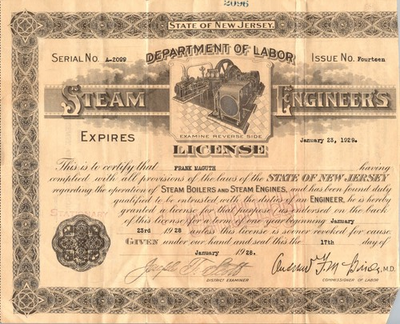 STATE OF NEW JERSEY.
DEPARTMENT OF LABOR
SERIAL NO. A-2099
ISSUE NO. Fourteen
STEAM ENGINEER'S
EXAMINE REVERSE SIDE
EXPIRES
January 23, 1929.
LICENSE
This is to certify that FRANK MAGUTH having
complied with all provisions of the laws of the STATE OF NEW JERSEY
regarding the operation of STEAM BOILERS AND STEAM ENGINES, and has been found duly
qualified to be entrusted with the duties of an ENGINEER, he is hereby
granted a license for that purpose as endorsed on the back
of this license for a term of one year beginning January
23rd 1928 unless this license is sooner revoked for cause
GIVEN under our hand and seal this the 17th day of
January 1928.
M.D.
DISTRICT EXAMINER
COMMISSIONER OF LABOR